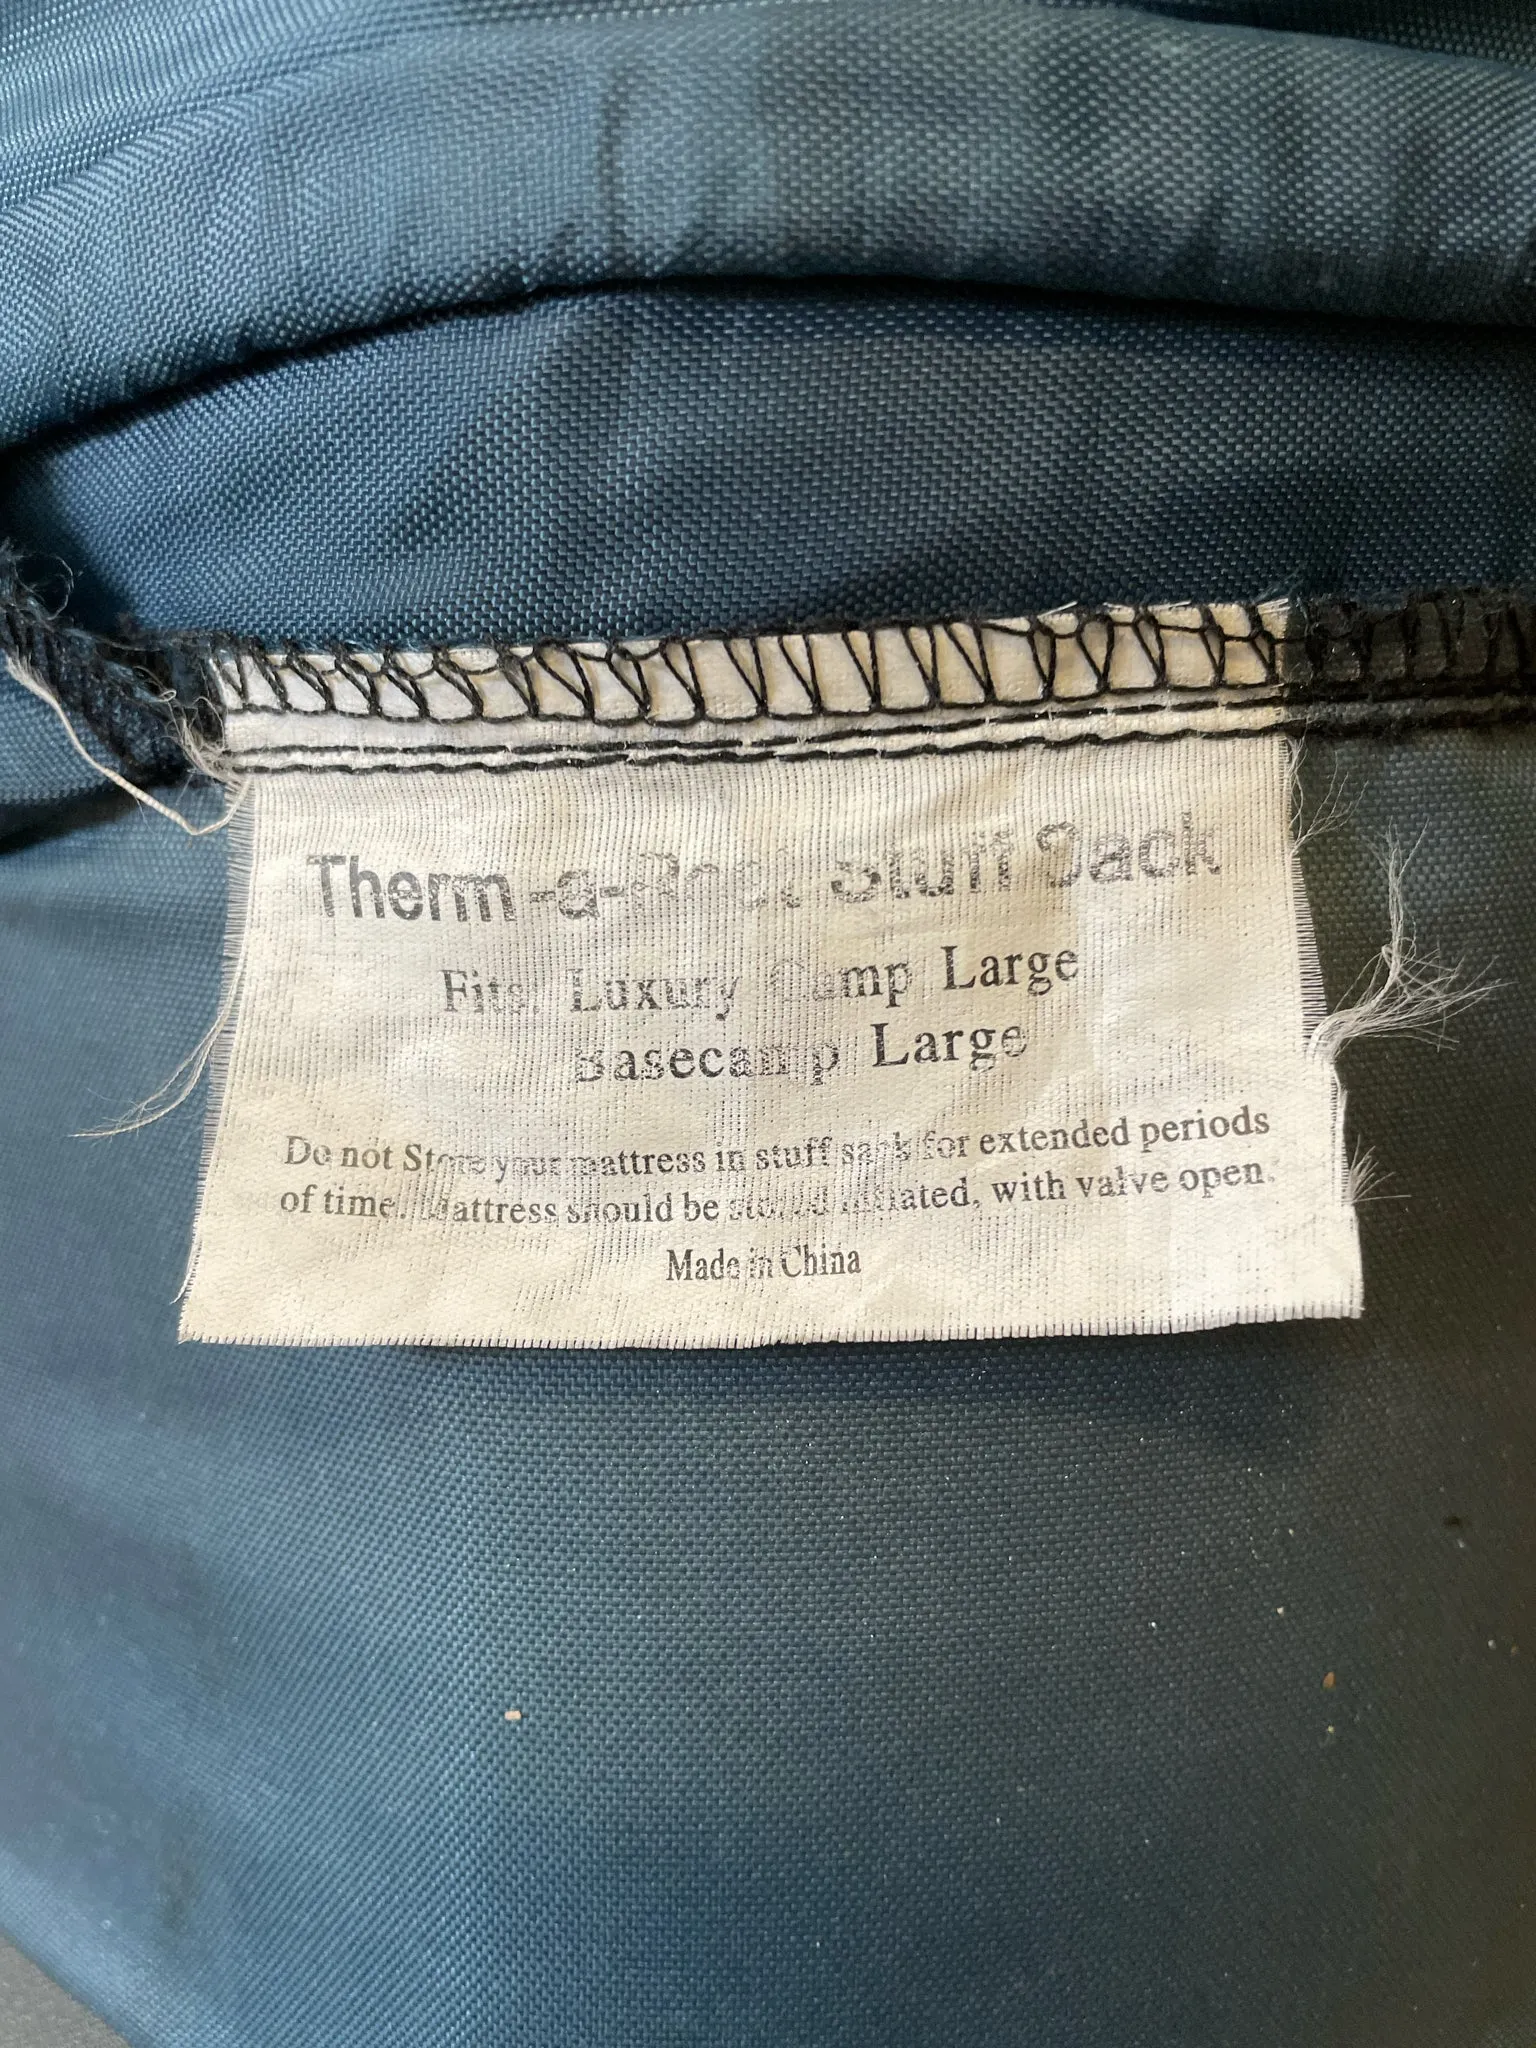 Therm-a-Rest Stuff Sack
Fits: Luxury Camp Large
Basecamp Large
Do not Store your mattress in stuff sack for extended periods
of time. Mattress should be stored inflated, with valve open.
Made in China